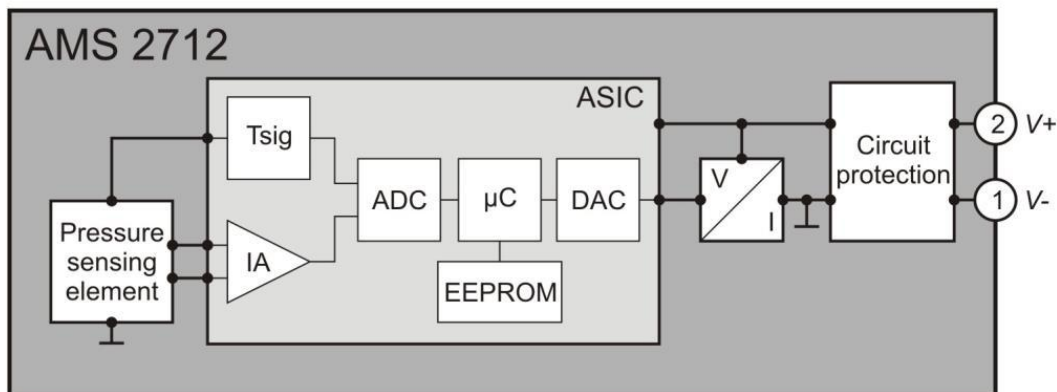 AMS 2712
ASIC
Tsig
Circuit
protection
2 V+
1 V-
ADC
µC
DAC
V
I
Pressure
sensing
element
IA
EEPROM